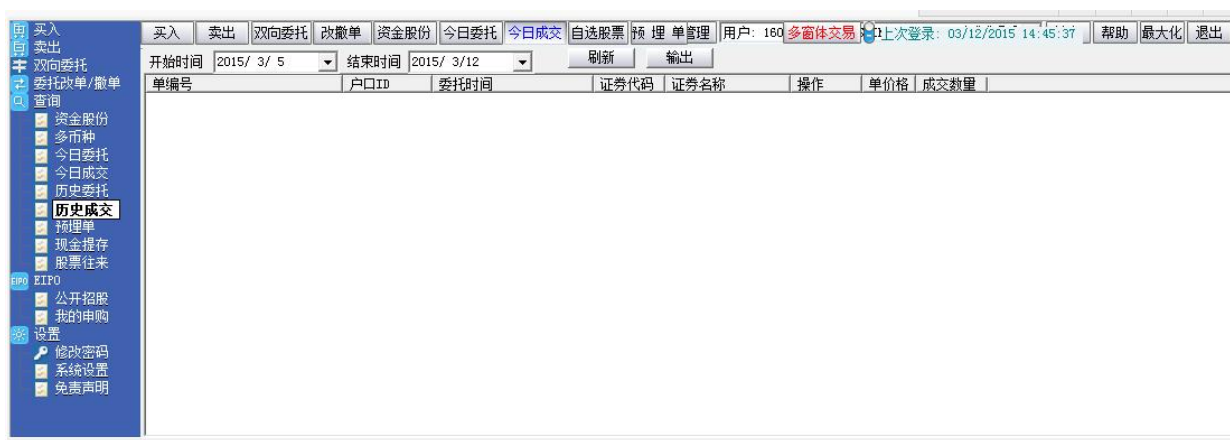 买入 卖出 双向委托 改撤单 资金股份 今日委托 今日成交 自选股票 预 埋 单管理 用户: 160 多窗体交易 上次登录: 03/12/2015 14:45:37 帮助 最大化 退出
开始时间 2015/ 3/ 5 结束时间 2015/ 3/12 刷新 输出
单编号 户口ID 委托时间 证券代码 证券名称 操作 单价格 成交数量
买入
卖出
双向委托
委托改单/撤单
查询
资金股份
多币种
今日委托
今日成交
历史委托
历史成交
预埋单
现金提存
股票往来
EIPO EIPO
公开招股
我的申购
设置
修改密码
系统设置
免责声明